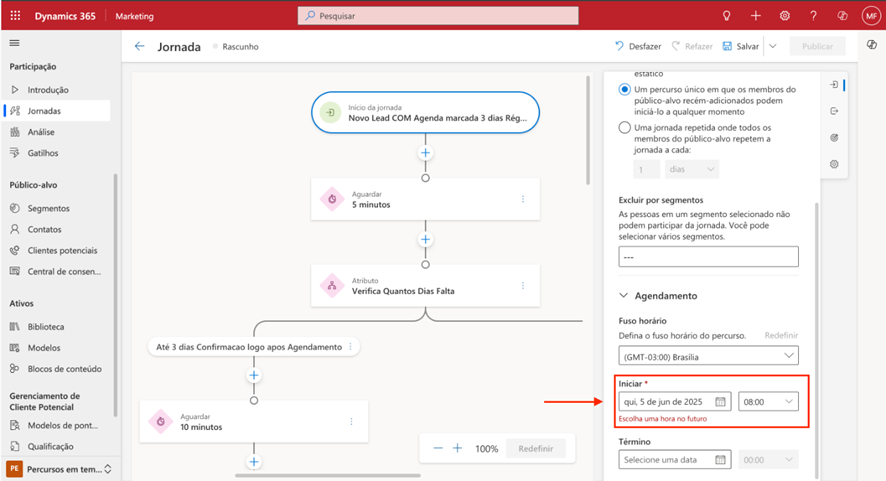 Dynamics 365
Marketing
Pesquisar
MF
Jornada
Rascunho
Desfazer
Refazer
Salvar
Publicar
Participação
Introdução
Jornadas
Análise
Gatilhos
Público-alvo
Segmentos
Contatos
Clientes potenciais
Central de consen...
Ativos
Biblioteca
Modelos
Blocos de conteúdo
Gerenciamento de
Cliente Potencial
Modelos de pont...
Qualificação
PE
Percursos em tem...
Início da jornada
Novo Lead COM Agenda marcada 3 dias Rég...
Aguardar
5 minutos
Atributo
Verifica Quantos Dias Falta
Até 3 dias Confirmacao logo apos Agendamento
Aguardar
10 minutos
100%
Redefinir
estático
Um percurso único em que os membros do
público-alvo recém-adicionados podem
iniciá-lo a qualquer momento
Uma jornada repetida onde todos os
membros do público-alvo repetem a
jornada a cada:
1
dias
Excluir por segmentos
As pessoas em um segmento selecionado não
podem participar da jornada. Você pode
selecionar vários segmentos.
---
Agendamento
Fuso horário
Defina o fuso horário do percurso.
Redefinir
(GMT-03:00) Brasília
Iniciar *
qui, 5 de jun de 2025
08:00
Escolha uma hora no futuro
Término
Selecione uma data
00:00